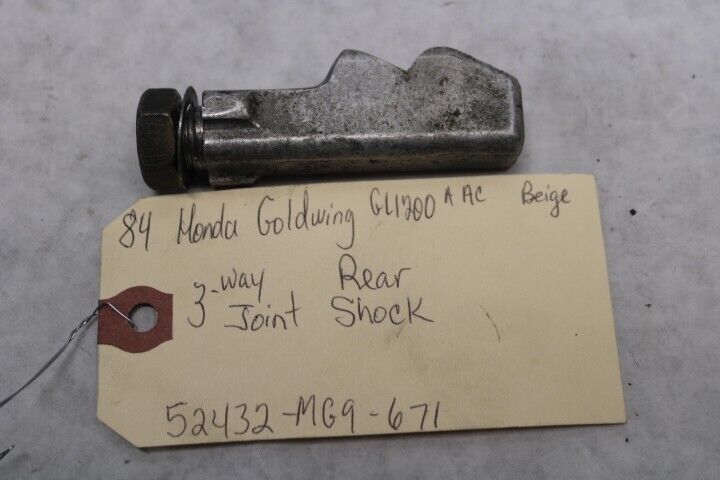 84 Honda Goldwing GL1200 A AC Beige
3-way Rear
Joint Shock
52432-MG9-671